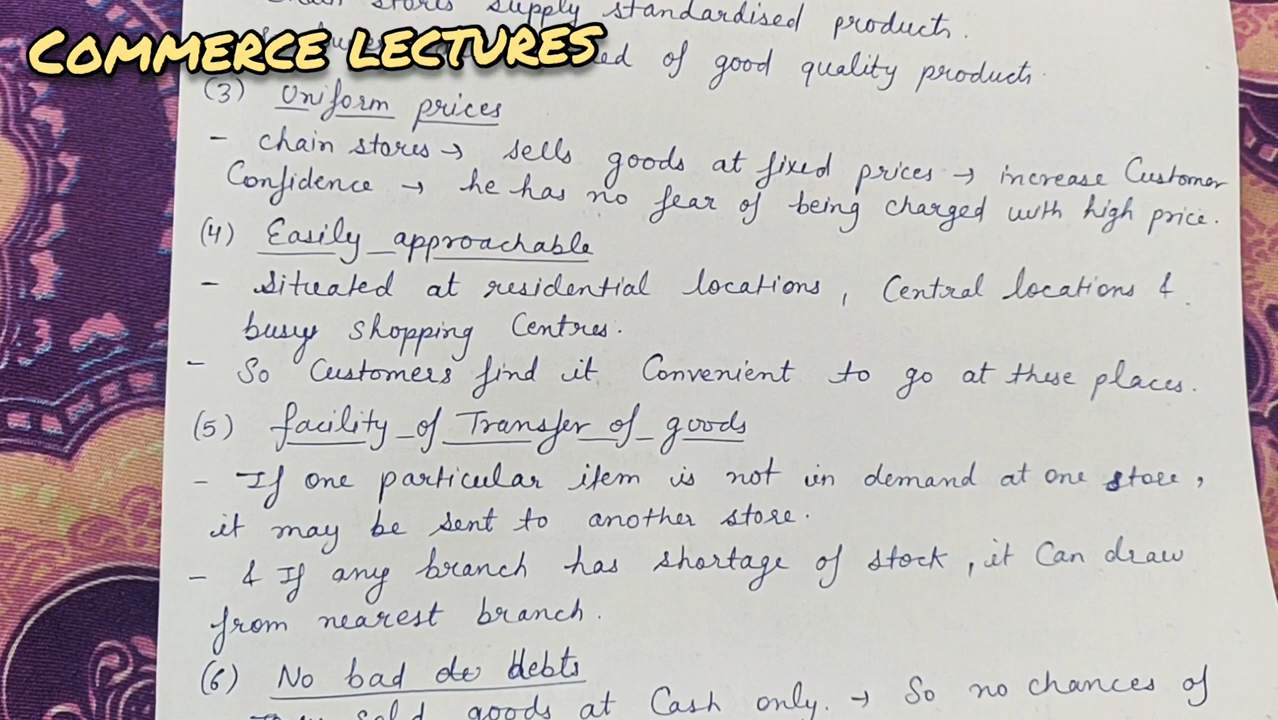 Chain stores supply standardised products.
COMMERCE LECTURES
of good quality products.
(3) Uniform prices
- chain stores → sells goods at fixed prices → increase Customer
Confidence → he has no fear of being charged with high price.
(4) Easily approachable
- Situated at residential locations, Central locations &
busy shopping Centres.
- So Customers find it Convenient to go at these places.
(5) facility of Transfer of goods
- If one particular item is not in demand at one store,
it may be sent to another store.
- & If any branch has shortage of stock, it Can draw
from nearest branch.
(6) No bad de debts
sold goods at Cash only. → So no chances of